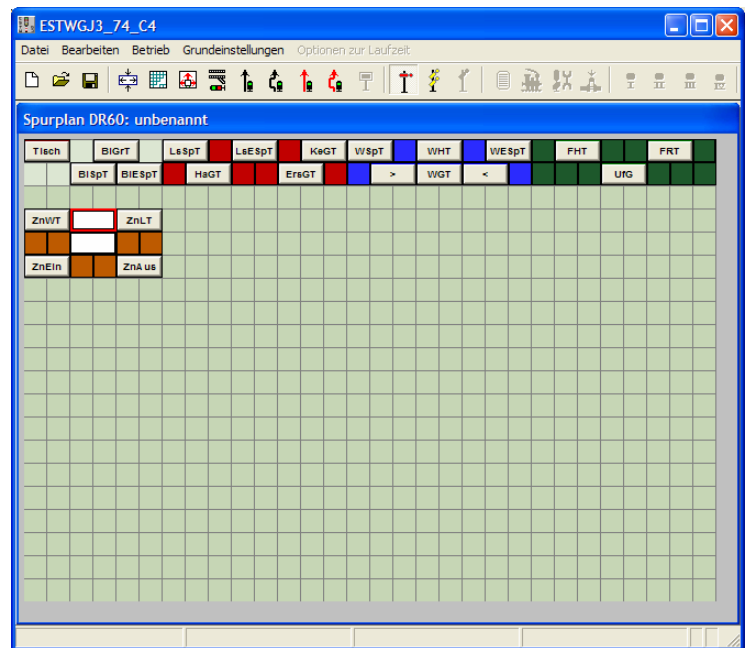 ESTWGJ3_74_C4
Datei Bearbeiten Betrieb Grundeinstellungen Optionen zur Laufzeit
Spurplan DR60: unbenannt
Tisch BlGrT LsSpT LsESpT KsGT WSpT WHT WESpT FHT FRT
BlSpT BlESpT HaGT ErsGT > WGT < UfG
ZnWT ZnLT
ZnEin ZnAus